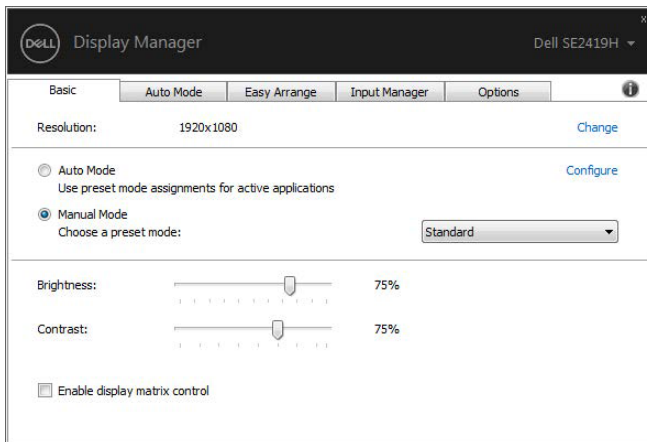 DELL Display Manager Dell SE2419H
x
Basic Auto Mode Easy Arrange Input Manager Options i
Resolution: 1920x1080 Change
Auto Mode Configure
Use preset mode assignments for active applications
Manual Mode
Choose a preset mode: Standard
Brightness: 75%
Contrast: 75%
Enable display matrix control